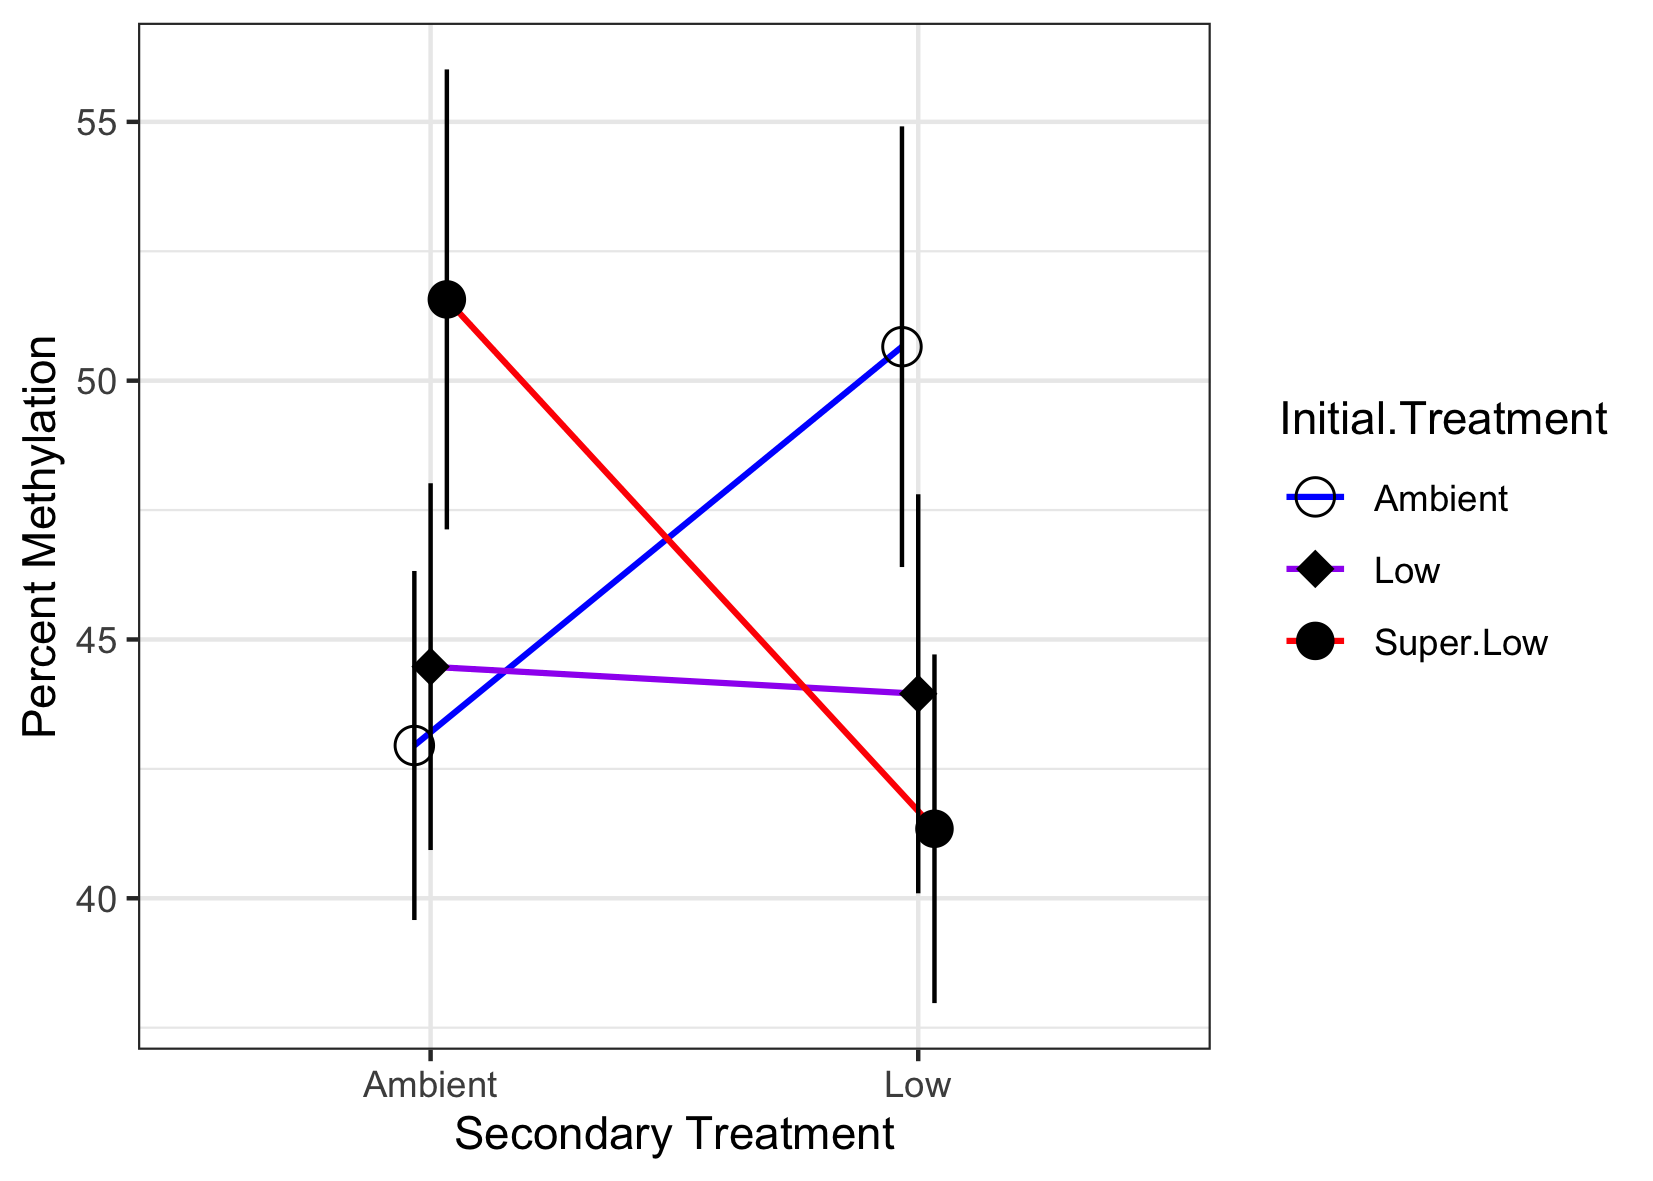 Percent Methylation
55
50
45
40
Ambient
Low
Secondary Treatment
Initial.Treatment
Ambient
Low
Super.Low